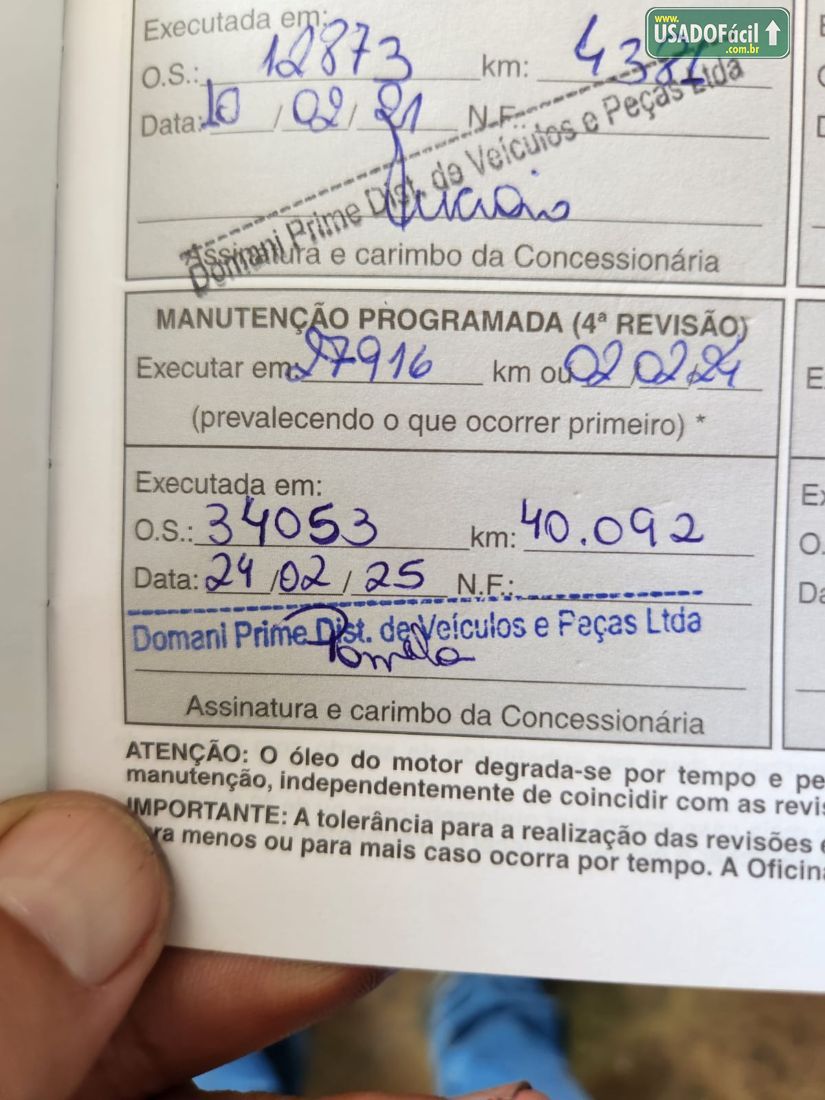 www.
USADOFácil
.com.br
Executada em:
O.S.: 12873 km:
Data: 10 / 02 / 21 N.F.:
Domani Prime Dist. de Veículos e Peças Ltda
Assinatura e carimbo da Concessionária
MANUTENÇÃO PROGRAMADA (4ª REVISÃO)
Executar em: 27916 km ou 02/02/24
(prevalecendo o que ocorrer primeiro) *
Executada em:
O.S.: 34053 km: 40.092
Data: 24 /02 / 25 N.F.:
Domani Prime Dist. de Veículos e Peças Ltda
Assinatura e carimbo da Concessionária
ATENÇÃO: O óleo do motor degrada-se por tempo e pe
manutenção, independentemente de coincidir com as revis
IMPORTANTE: A tolerância para a realização das revisões
para menos ou para mais caso ocorra por tempo. A Oficina